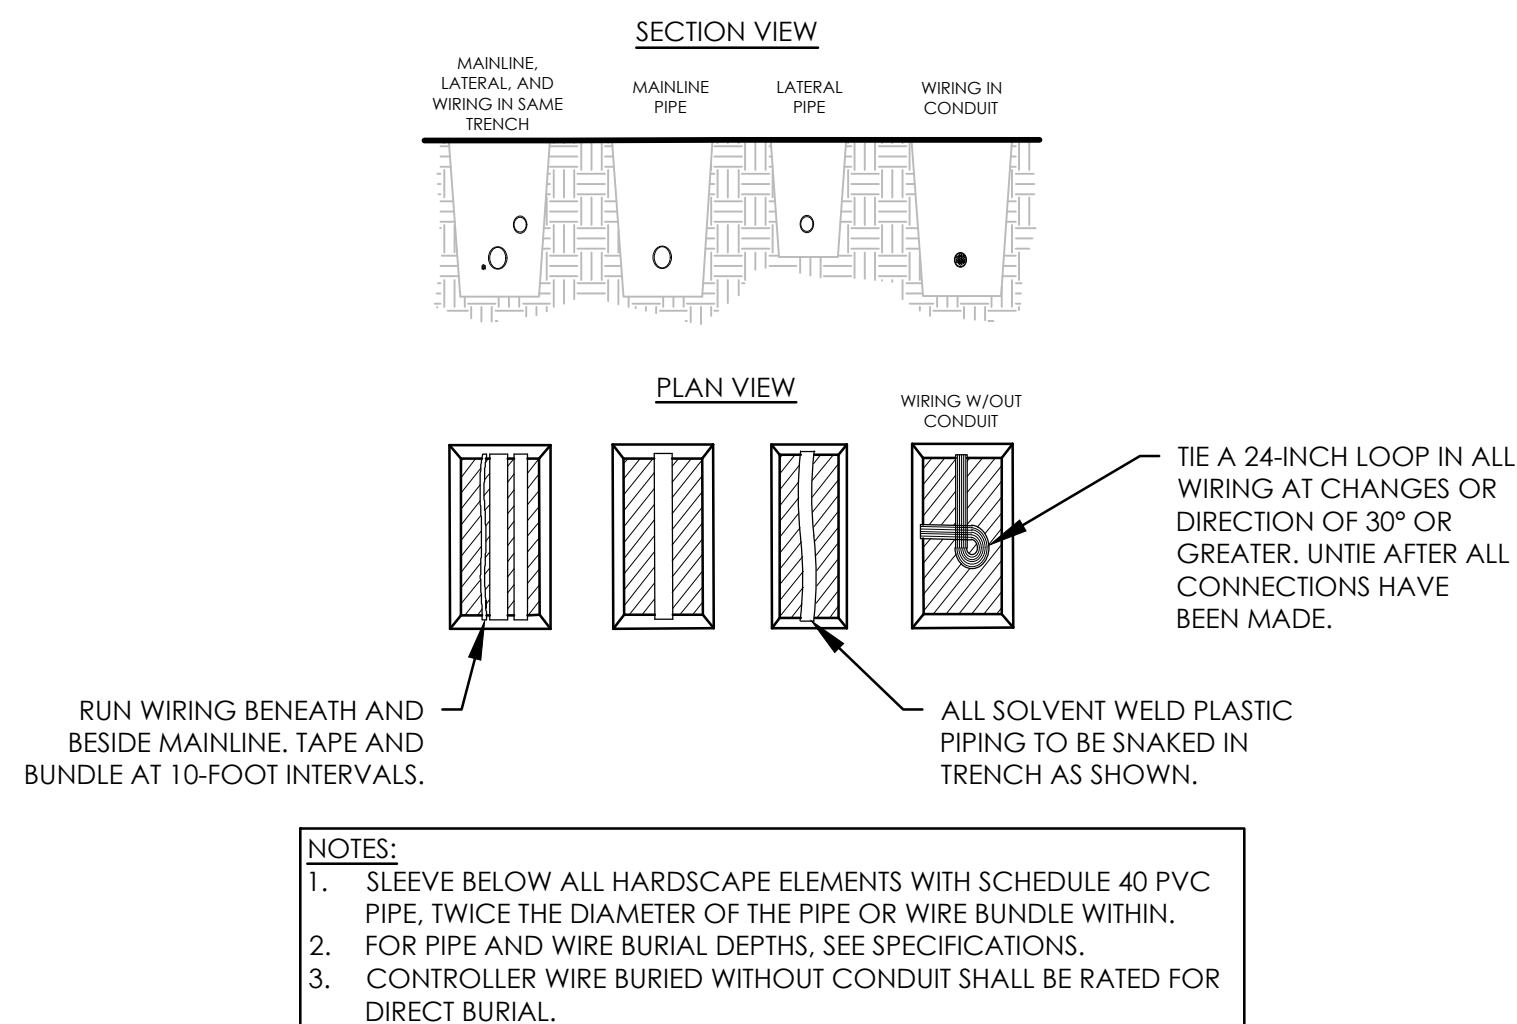 SECTION VIEW
MAINLINE,
LATERAL, AND
WIRING IN SAME
TRENCH
MAINLINE
PIPE
LATERAL
PIPE
WIRING IN
CONDUIT
PLAN VIEW
WIRING W/OUT
CONDUIT
TIE A 24-INCH LOOP IN ALL
WIRING AT CHANGES OR
DIRECTION OF 30° OR
GREATER. UNTIE AFTER ALL
CONNECTIONS HAVE
BEEN MADE.
RUN WIRING BENEATH AND
BESIDE MAINLINE. TAPE AND
BUNDLE AT 10-FOOT INTERVALS.
ALL SOLVENT WELD PLASTIC
PIPING TO BE SNAKED IN
TRENCH AS SHOWN.
NOTES:
1. SLEEVE BELOW ALL HARDSCAPE ELEMENTS WITH SCHEDULE 40 PVC
PIPE, TWICE THE DIAMETER OF THE PIPE OR WIRE BUNDLE WITHIN.
2. FOR PIPE AND WIRE BURIAL DEPTHS, SEE SPECIFICATIONS.
3. CONTROLLER WIRE BURIED WITHOUT CONDUIT SHALL BE RATED FOR
DIRECT BURIAL.